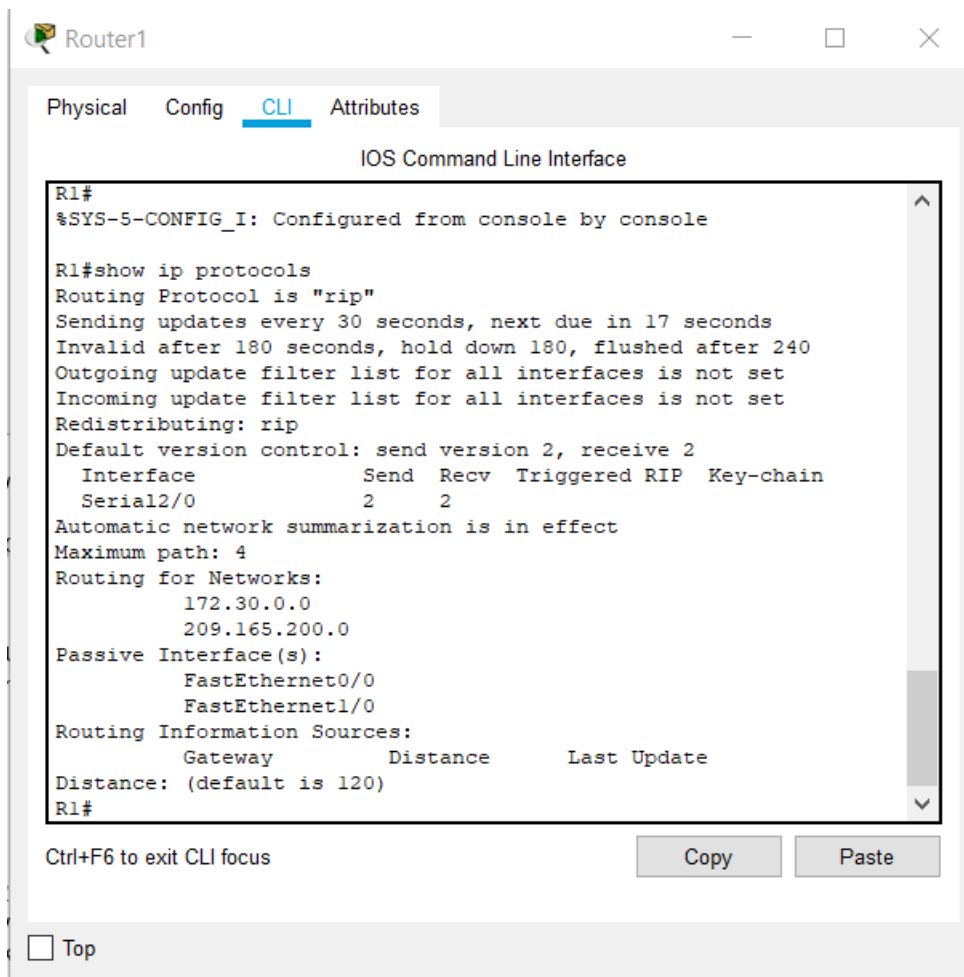 Router1
Physical Config CLI Attributes
IOS Command Line Interface
R1#
%SYS-5-CONFIG_I: Configured from console by console
R1#show ip protocols
Routing Protocol is "rip"
Sending updates every 30 seconds, next due in 17 seconds
Invalid after 180 seconds, hold down 180, flushed after 240
Outgoing update filter list for all interfaces is not set
Incoming update filter list for all interfaces is not set
Redistributing: rip
Default version control: send version 2, receive 2
Interface Send Recv Triggered RIP Key-chain
Serial2/0 2 2
Automatic network summarization is in effect
Maximum path: 4
Routing for Networks:
172.30.0.0
209.165.200.0
Passive Interface(s):
FastEthernet0/0
FastEthernet1/0
Routing Information Sources:
Gateway Distance Last Update
Distance: (default is 120)
R1#
Ctrl+F6 to exit CLI focus Copy Paste
Top